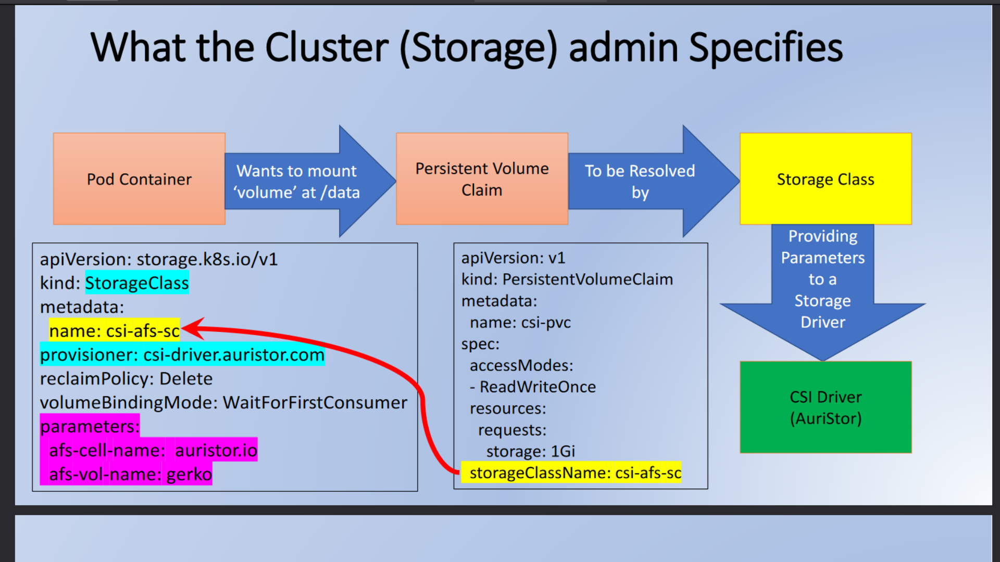 What the Cluster (Storage) admin Specifies
Pod Container
Wants to mount
‘volume’ at /data
Persistent Volume
Claim
To be Resolved
by
Storage Class
Providing
Parameters
to a
Storage
Driver
CSI Driver
(AuriStor)
apiVersion: storage.k8s.io/v1
kind: StorageClass
metadata:
  name: csi-afs-sc
provisioner: csi-driver.auristor.com
reclaimPolicy: Delete
volumeBindingMode: WaitForFirstConsumer
parameters:
  afs-cell-name:  auristor.io
  afs-vol-name: gerko
apiVersion: v1
kind: PersistentVolumeClaim
metadata:
  name: csi-pvc
spec:
  accessModes:
  - ReadWriteOnce
  resources:
    requests:
      storage: 1Gi
  storageClassName: csi-afs-sc